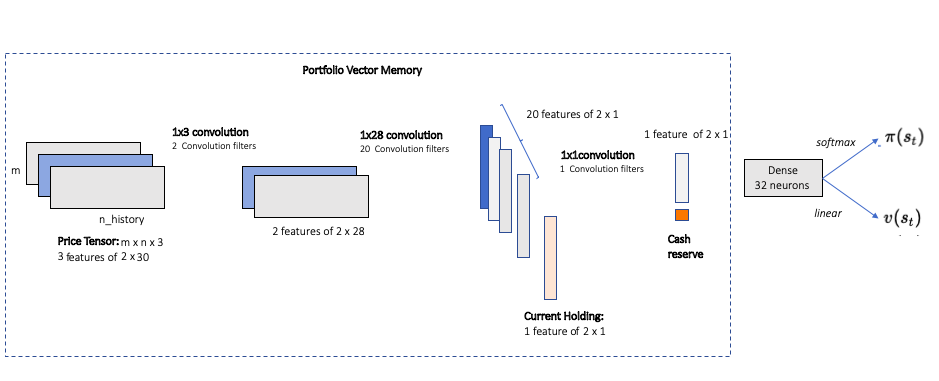 Portfolio Vector Memory
m
n_history
Price Tensor: m x n x 3
3 features of 2 x 30
1x3 convolution
2 Convolution filters
2 features of 2 x 28
1x28 convolution
20 Convolution filters
20 features of 2 x 1
1x1convolution
1 Convolution filters
Current Holding:
1 feature of 2 x 1
1 feature of 2 x 1
Cash
reserve
Dense
32 neurons
softmax
linear
π(s_t)
v(s_t)